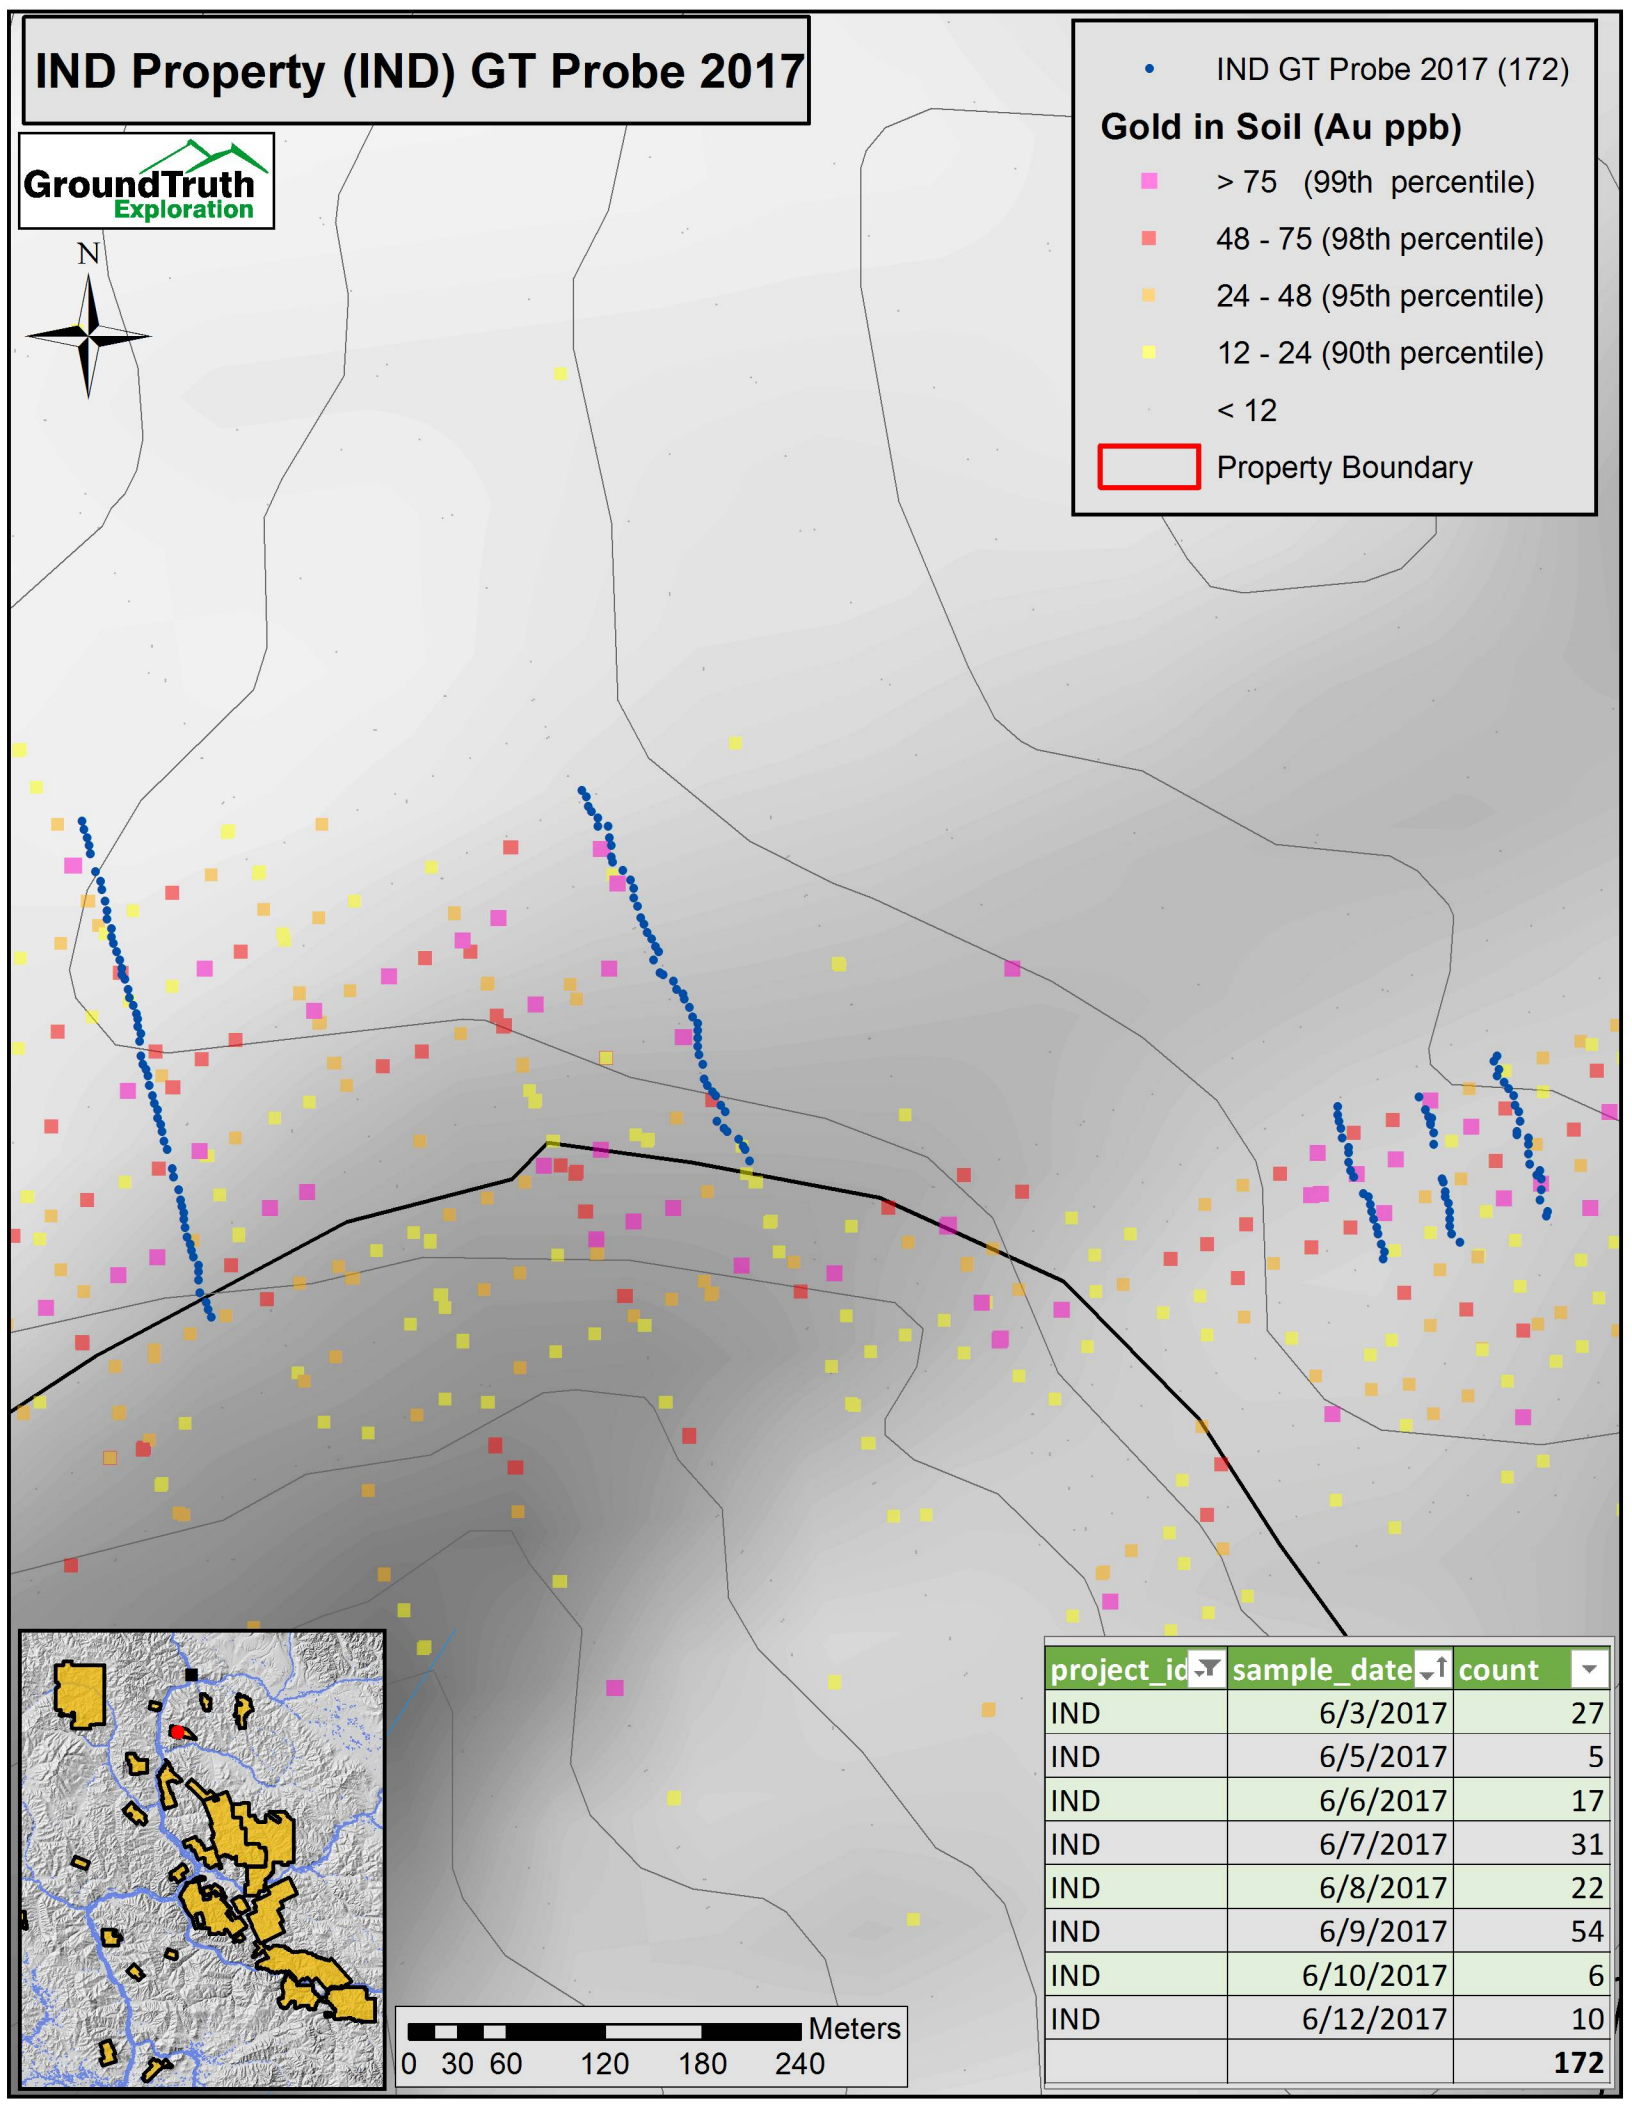 IND Property (IND) GT Probe 2017
GroundTruth
Exploration
N
IND GT Probe 2017 (172)
Gold in Soil (Au ppb)
> 75 (99th percentile)
48 - 75 (98th percentile)
24 - 48 (95th percentile)
12 - 24 (90th percentile)
< 12
Property Boundary
project_id sample_date count
IND 6/3/2017 27
IND 6/5/2017 5
IND 6/6/2017 17
IND 6/7/2017 31
IND 6/8/2017 22
IND 6/9/2017 54
IND 6/10/2017 6
IND 6/12/2017 10
172
Meters
0 30 60 120 180 240